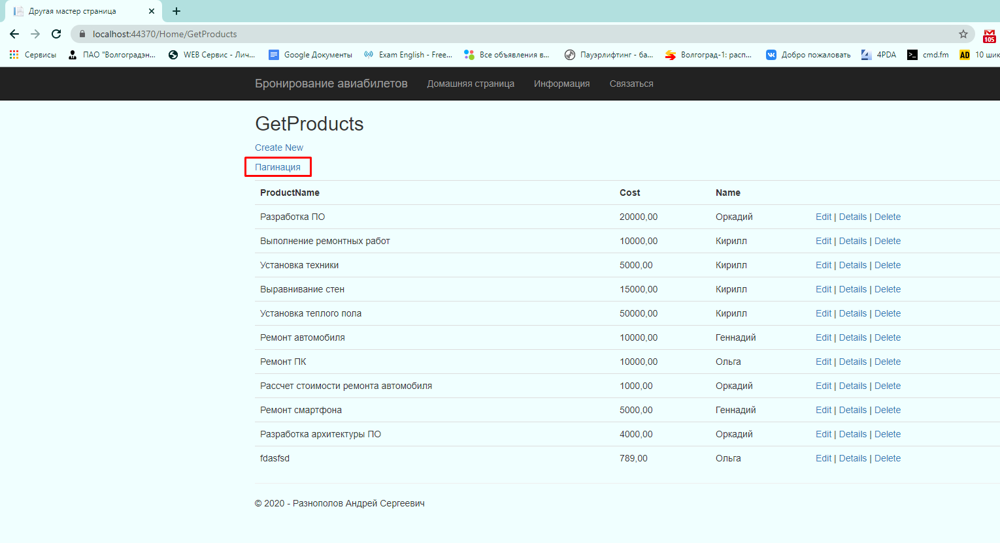 Другая мастер страница
localhost:44370/Home/GetProducts
105
Сервисы ПАО "Волгоградэн... WEB Сервис - Лич... Google Документы Exam English - Free... Все объявления в... Пауэрлифтинг - ба... Волгоград-1: расп... Добро пожаловать 4PDA cmd.fm AD 10 шик
Бронирование авиабилетов Домашняя страница Информация Связаться
GetProducts
Create New
Пагинация
ProductName Cost Name
Разработка ПО 20000,00 Оркадий Edit | Details | Delete
Выполнение ремонтных работ 10000,00 Кирилл Edit | Details | Delete
Установка техники 5000,00 Кирилл Edit | Details | Delete
Выравнивание стен 15000,00 Кирилл Edit | Details | Delete
Установка теплого пола 50000,00 Кирилл Edit | Details | Delete
Ремонт автомобиля 10000,00 Геннадий Edit | Details | Delete
Ремонт ПК 10000,00 Ольга Edit | Details | Delete
Рассчет стоимости ремонта автомобиля 1000,00 Оркадий Edit | Details | Delete
Ремонт смартфона 5000,00 Геннадий Edit | Details | Delete
Разработка архитектуры ПО 4000,00 Оркадий Edit | Details | Delete
fdasfsd 789,00 Ольга Edit | Details | Delete
© 2020 - Разнополов Андрей Сергеевич